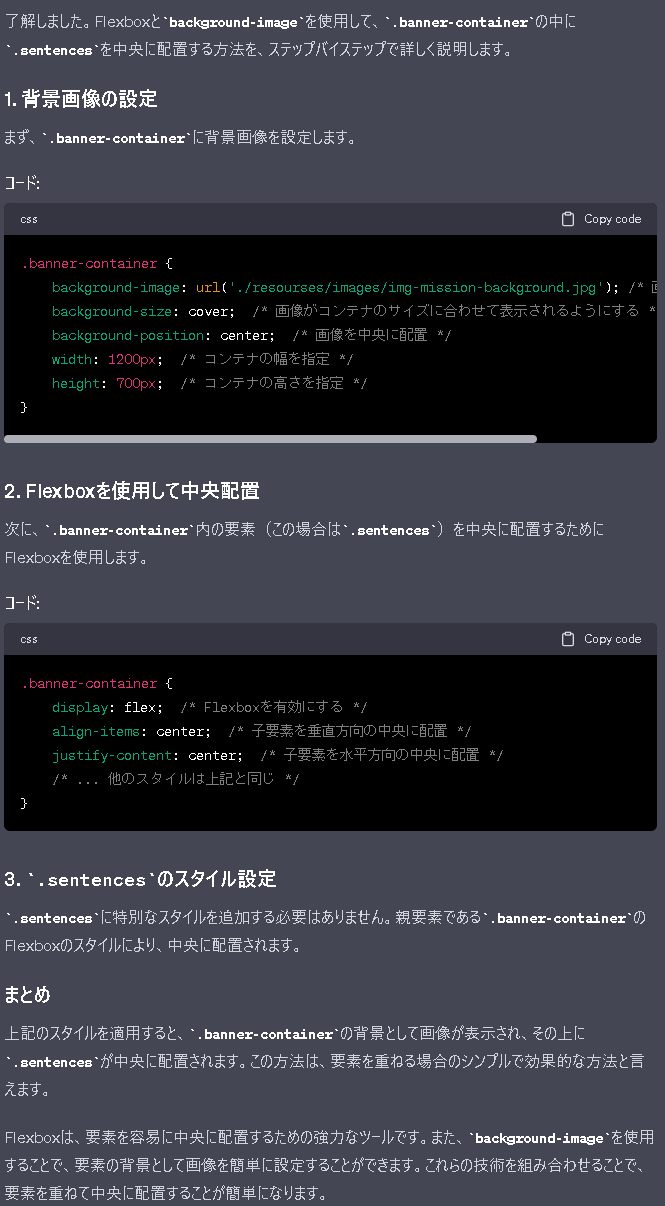 了解しました。Flexboxと`background-image`を使用して、`.banner-container`の中に
`.sentences`を中央に配置する方法を、ステップバイステップで詳しく説明します。
1. 背景画像の設定
まず、`.banner-container`に背景画像を設定します。
コード:
css
Copy code
.banner-container {
    background-image: url('./resourses/images/img-mission-background.jpg'); /*
    background-size: cover;  /* 画像がコンテナのサイズに合わせて表示されるようにする *
    background-position: center;  /* 画像を中央に配置 */
    width: 1200px;  /* コンテナの幅を指定 */
    height: 700px;  /* コンテナの高さを指定 */
}
2. Flexboxを使用して中央配置
次に、`.banner-container`内の要素（この場合は`.sentences`）を中央に配置するために
Flexboxを使用します。
コード:
css
Copy code
.banner-container {
    display: flex;  /* Flexboxを有効にする */
    align-items: center;  /* 子要素を垂直方向の中央に配置 */
    justify-content: center;  /* 子要素を水平方向の中央に配置 */
    /* ... 他のスタイルは上記と同じ */
}
3. `.sentences`のスタイル設定
`.sentences`に特別なスタイルを追加する必要はありません。親要素である`.banner-container`の
Flexboxのスタイルにより、中央に配置されます。
まとめ
上記のスタイルを適用すると、`.banner-container`の背景として画像が表示され、その上に
`.sentences`が中央に配置されます。この方法は、要素を重ねる場合のシンプルで効果的な方法と言
えます。
Flexboxは、要素を容易に中央に配置するための強力なツールです。また、`background-image`を使用
することで、要素の背景として画像を簡単に設定することができます。これらの技術を組み合わせることで、
要素を重ねて中央に配置することが簡単になります。